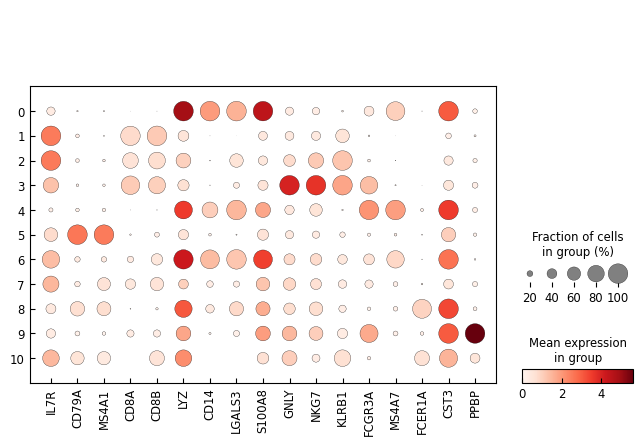 0
1
2
3
4
5
6
7
8
9
10
IL7R
CD79A
MS4A1
CD8A
CD8B
LYZ
CD14
LGALS3
S100A8
GNLY
NKG7
KLRB1
FCGR3A
MS4A7
FCER1A
CST3
PPBP
Fraction of cells
in group (%)
20 40 60 80 100
Mean expression
in group
0 2 4